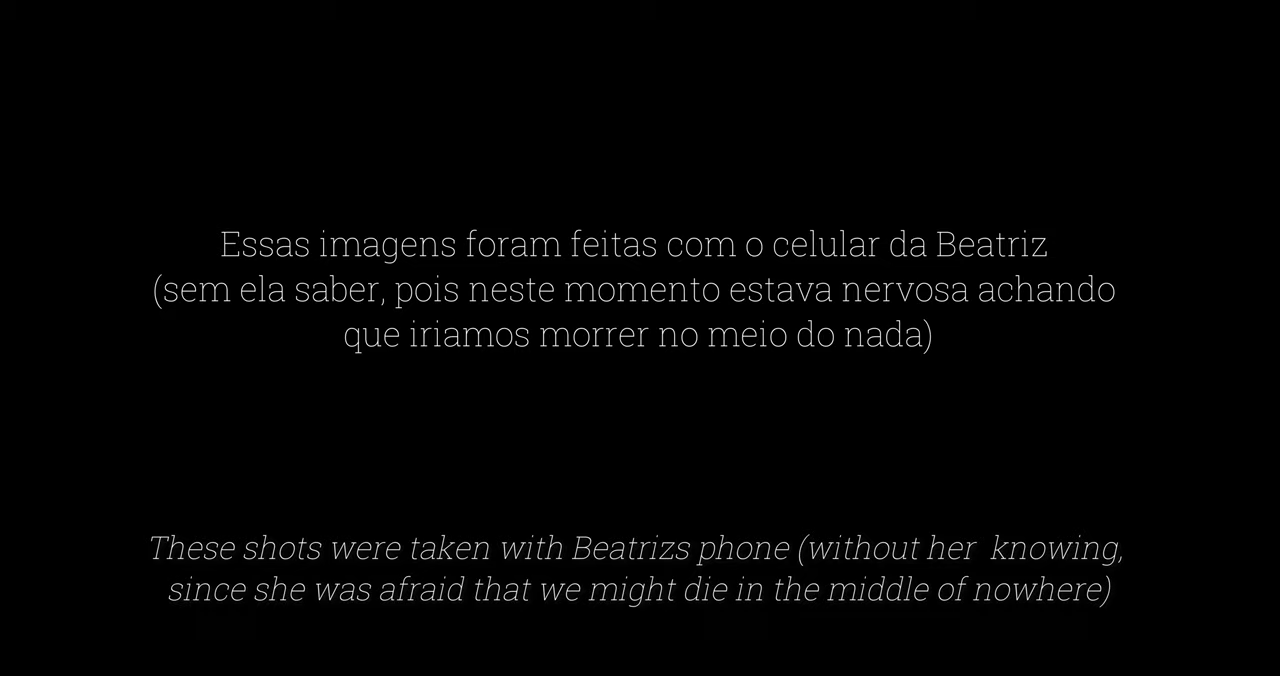 Essas imagens foram feitas com o celular da Beatriz
(sem ela saber, pois neste momento estava nervosa achando
que iriamos morrer no meio do nada)
These shots were taken with Beatrizs phone (without her knowing,
since she was afraid that we might die in the middle of nowhere)